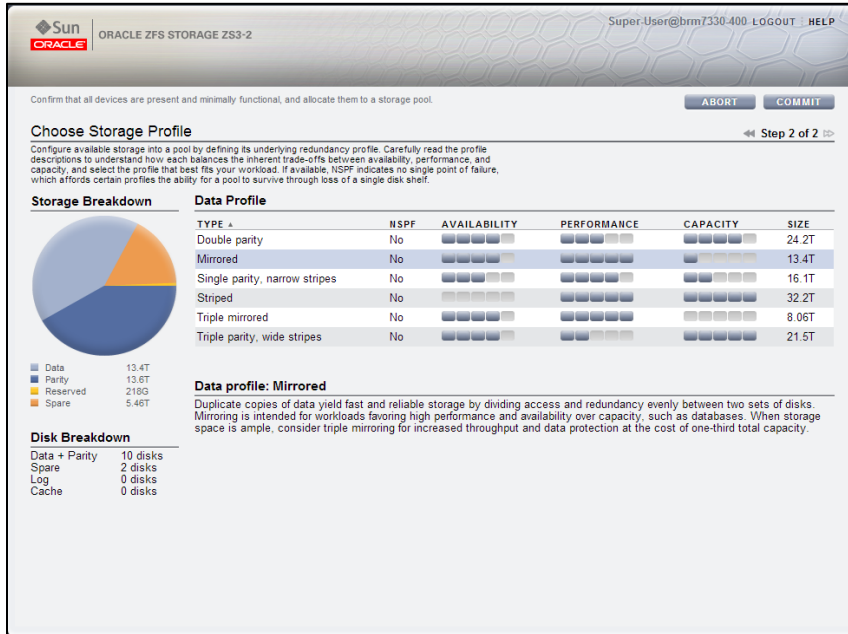 Sun
ORACLE
ORACLE ZFS STORAGE ZS3-2
Super-User@brm7330-400 LOGOUT HELP
Confirm that all devices are present and minimally functional, and allocate them to a storage pool.
ABORT COMMIT
Choose Storage Profile
Step 2 of 2
Configure available storage into a pool by defining its underlying redundancy profile. Carefully read the profile
descriptions to understand how each balances the inherent trade-offs between availability, performance, and
capacity, and select the profile that best fits your workload. If available, NSPF indicates no single point of failure,
which affords certain profiles the ability for a pool to survive through loss of a single disk shelf.
Storage Breakdown
Data 13.4T
Parity 13.6T
Reserved 218G
Spare 5.46T
Disk Breakdown
Data + Parity 10 disks
Spare 2 disks
Log 0 disks
Cache 0 disks
Data Profile
TYPE NSPF AVAILABILITY PERFORMANCE CAPACITY SIZE
Double parity No 24.2T
Mirrored No 13.4T
Single parity, narrow stripes No 16.1T
Striped No 32.2T
Triple mirrored No 8.06T
Triple parity, wide stripes No 21.5T
Data profile: Mirrored
Duplicate copies of data yield fast and reliable storage by dividing access and redundancy evenly between two sets of disks.
Mirroring is intended for workloads favoring high performance and availability over capacity, such as databases. When storage
space is ample, consider triple mirroring for increased throughput and data protection at the cost of one-third total capacity.